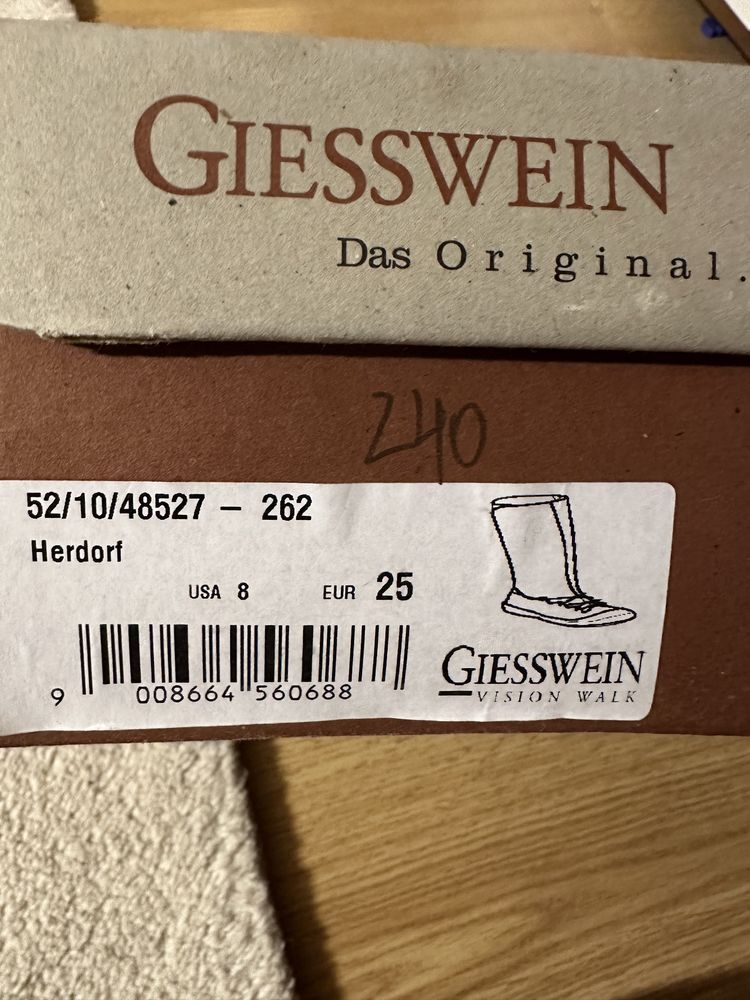 GIESSWEIN
Das Original.
240
52/10/48527 – 262
Herdorf
USA 8 EUR 25
9 008664 560688
GIESSWEIN
VISION WALK